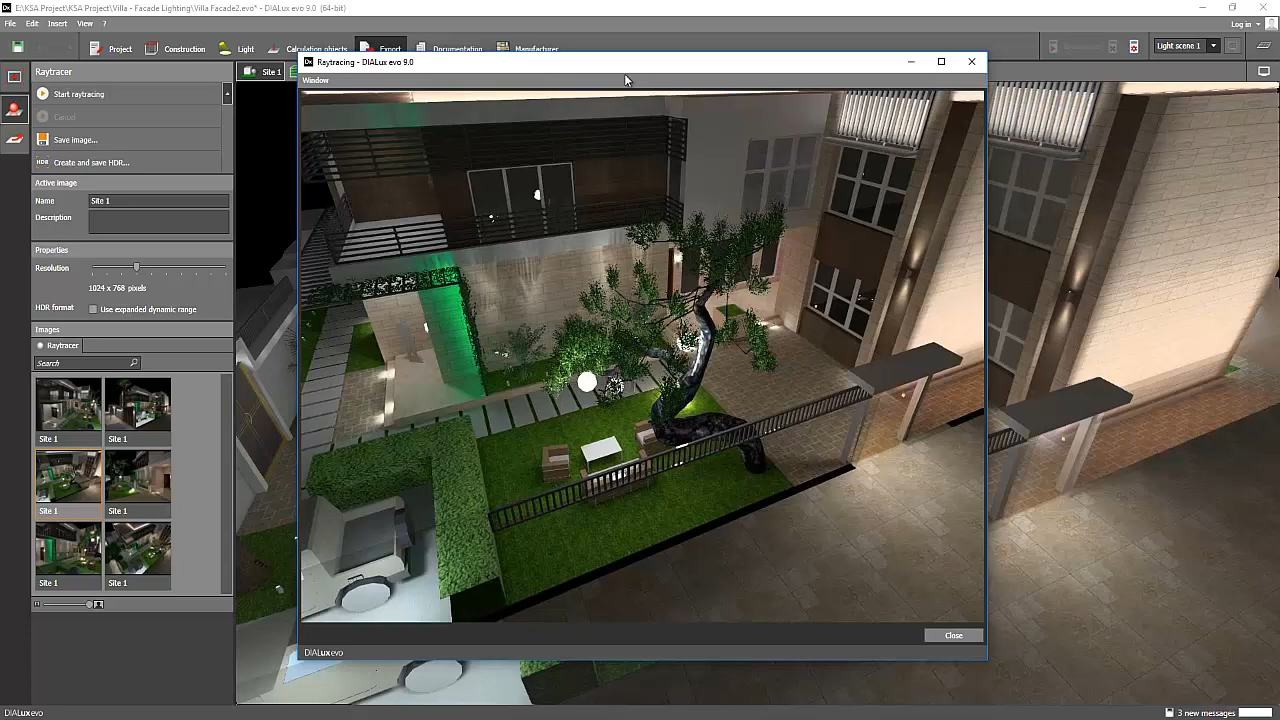 E:\KSA Project\KSA Project\Villa - Facade Lighting\Villa Facade2.evo* - DIALux evo 9.0 (64-bit)
File Edit Insert View ?
Log in
Project Construction Light Calculation objects Export Documentation Manufacturer
Light scene 1
Raytracer
Site 1
Raytracing - DIALux evo 9.0
Window
Start raytracing
Cancel
Save image...
HDR Create and save HDR...
Active image
Name Site 1
Description
Properties
Resolution
1024 x 768 pixels
HDR format Use expanded dynamic range
Images
Raytracer
Search
Site 1 Site 1
Site 1 Site 1
Site 1 Site 1
Close
DIALux evo
DIALux evo
3 new messages